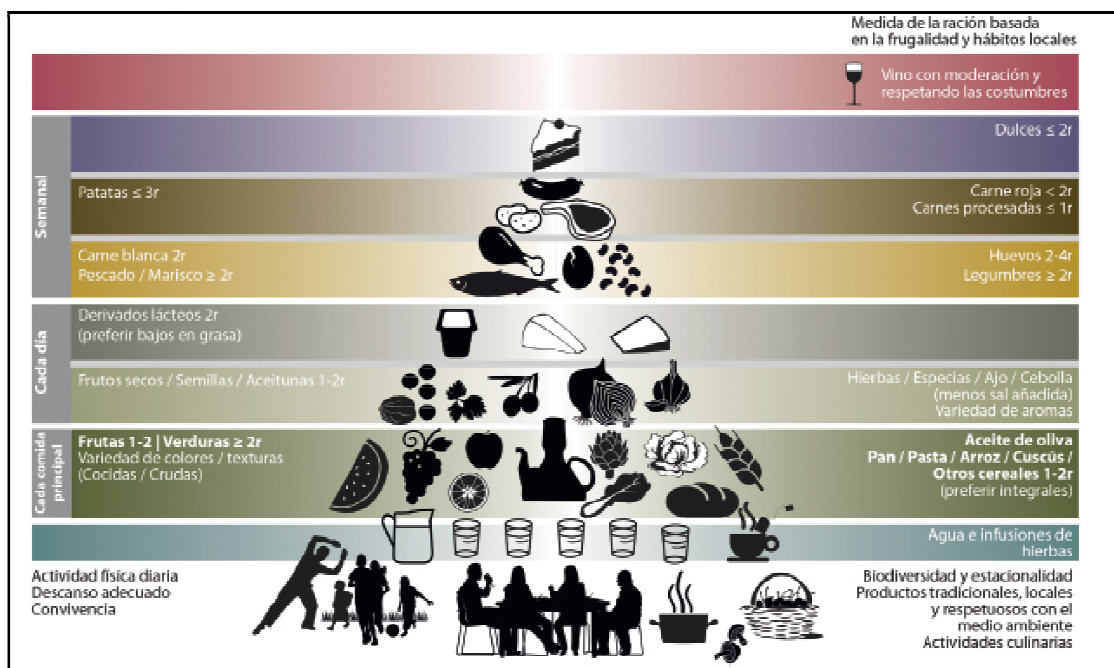 Medida de la ración basada
en la frugalidad y hábitos locales
Vino con moderación y
respetando las costumbres
Semanal
Dulces ≤ 2r
Patatas ≤ 3r
Carne roja < 2r
Carnes procesadas ≤ 1r
Carne blanca 2r
Pescado / Marisco ≥ 2r
Huevos 2-4r
Legumbres ≥ 2r
Cada día
Derivados lácteos 2r
(preferir bajos en grasa)
Frutos secos / Semillas / Aceitunas 1-2r
Hierbas / Especias / Ajo / Cebolla
(menos sal añadida)
Variedad de aromas
Cada comida
principal
Frutas 1-2 | Verduras ≥ 2r
Variedad de colores / texturas
(Cocidas / Crudas)
Aceite de oliva
Pan / Pasta / Arroz / Cuscús /
Otros cereales 1-2r
(preferir integrales)
Agua e infusiones de
hierbas
Actividad física diaria
Descanso adecuado
Convivencia
Biodiversidad y estacionalidad
Productos tradicionales, locales
y respetuosos con el
medio ambiente
Actividades culinarias